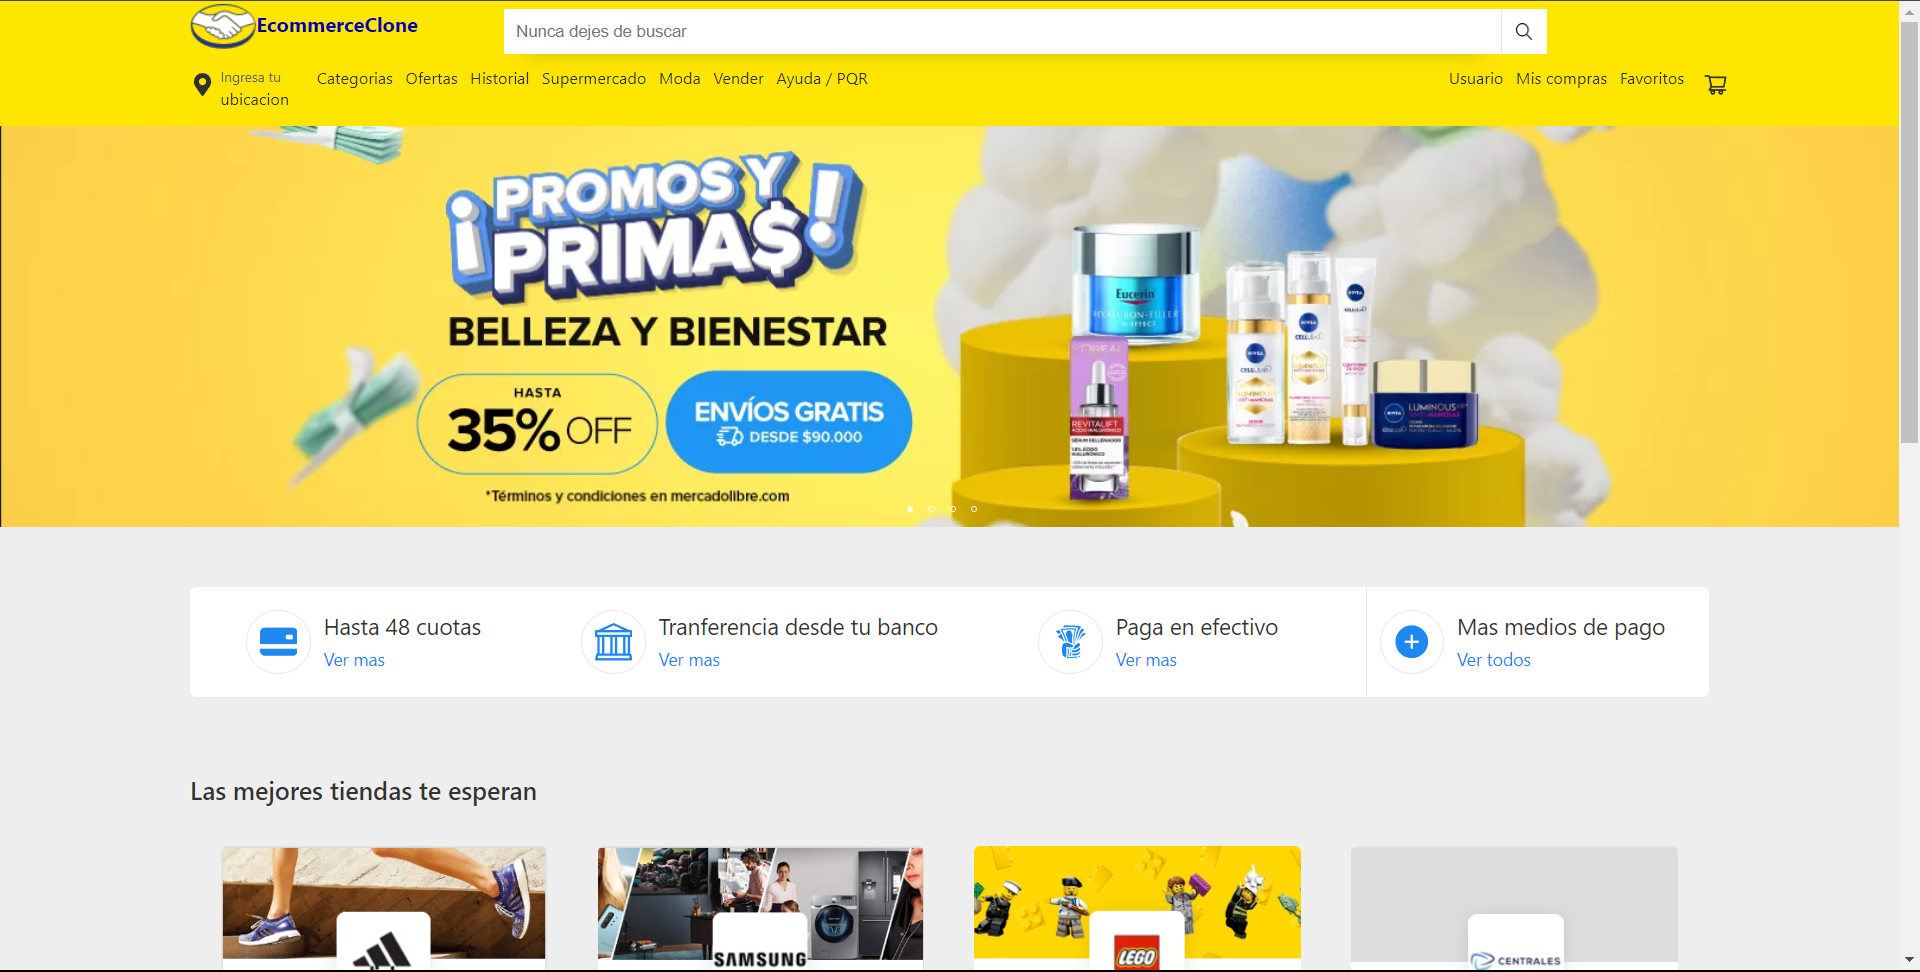 EcommerceClone
Nunca dejes de buscar
Ingresa tu
ubicacion
Categorias Ofertas Historial Supermercado Moda Vender Ayuda / PQR
Usuario Mis compras Favoritos
¡PROMOS Y
PRIMA$!
BELLEZA Y BIENESTAR
HASTA
35% OFF
ENVÍOS GRATIS
DESDE $90.000
*Términos y condiciones en mercadolibre.com
Eucerin
HYALURON-FILLER
REVITALIFT
NIVEA
NIVEA
NIVEA
NIVEA
LUMINOUS
Hasta 48 cuotas
Ver mas
Tranferencia desde tu banco
Ver mas
Paga en efectivo
Ver mas
Mas medios de pago
Ver todos
Las mejores tiendas te esperan
SAMSUNG
LEGO
CENTRALES